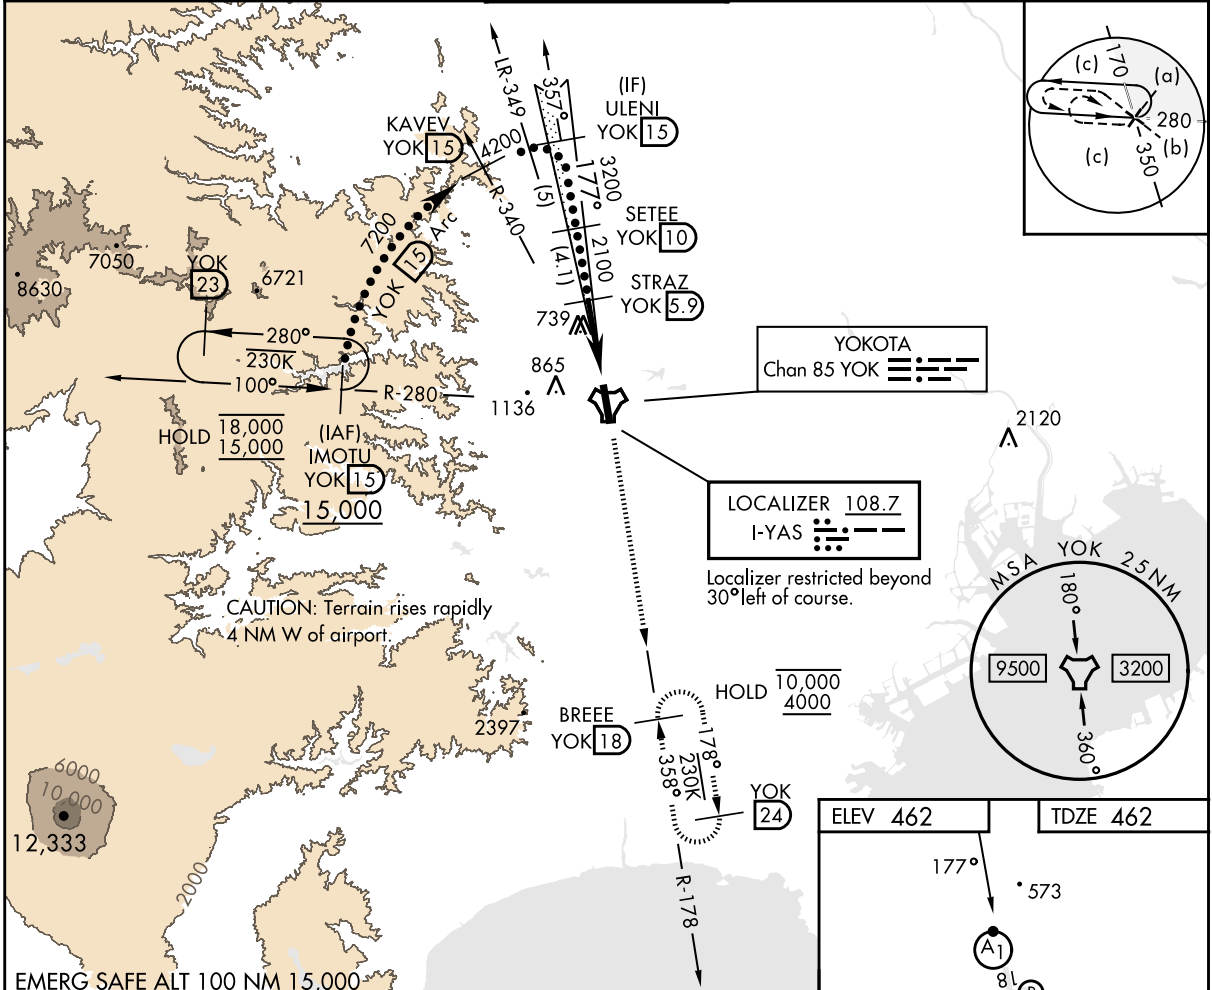 LR-349
357°
(IF)
ULENI
YOK 15
KAVEV
YOK 15
4200
3200
177°
(5)
R-340
SETEE
YOK 10
2100
(4.1)
STRAZ
YOK 5.9
7200
YOK 15 Arc
7050
8630
YOK
23
6721
739
280°
230K
100°
R-280
865
1136
HOLD 18,000
15,000
(IAF)
IMOTU
YOK 15
15,000
YOKOTA
Chan 85 YOK
2120
LOCALIZER 108.7
I-YAS
Localizer restricted beyond
30° left of course.
CAUTION: Terrain rises rapidly
4 NM W of airport.
MSA YOK 25 NM
180°
9500
3200
360°
HOLD 10,000
4000
BREEE
YOK 18
2397
178°
230K
358°
YOK
24
R-178
6000
10,000
12,333
2000
EMERG SAFE ALT 100 NM 15,000
170
(c)
(a)
280
(b)
(c)
350
ELEV 462
TDZE 462
177°
573
A1
18